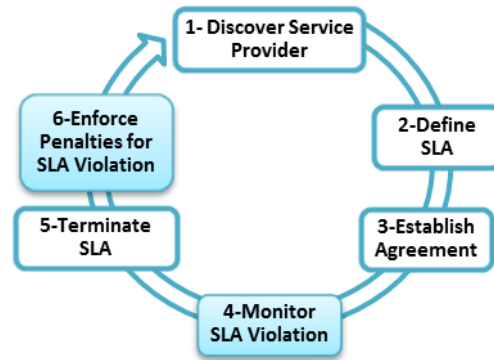 1- Discover Service
Provider
2-Define
SLA
3-Establish
Agreement
4-Monitor
SLA Violation
5-Terminate
SLA
6-Enforce
Penalties for
SLA Violation